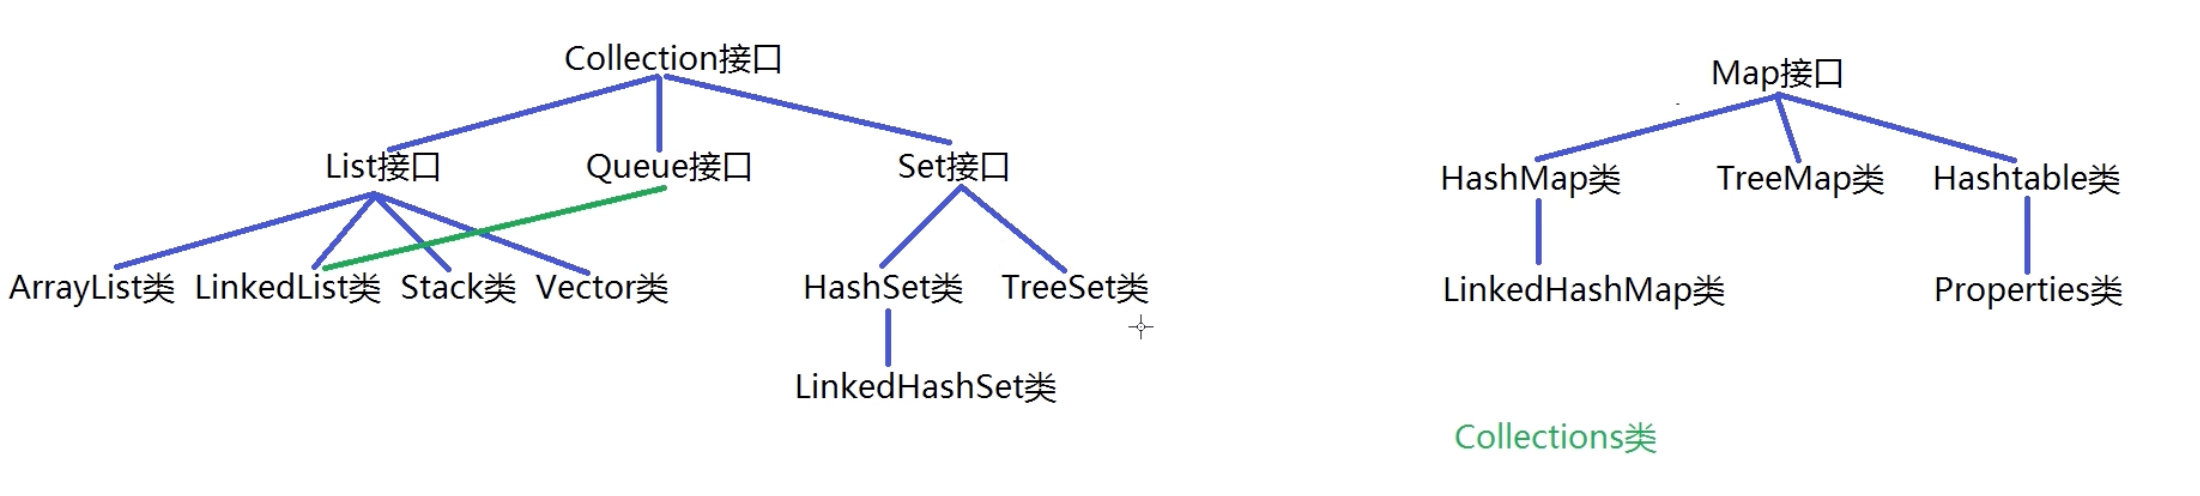 Collection接口
Map接口
List接口 Queue接口 Set接口
HashMap类 TreeMap类 Hashtable类
ArrayList类 LinkedList类 Stack类 Vector类 HashSet类 TreeSet类
LinkedHashMap类 Properties类
LinkedHashSet类
Collections类